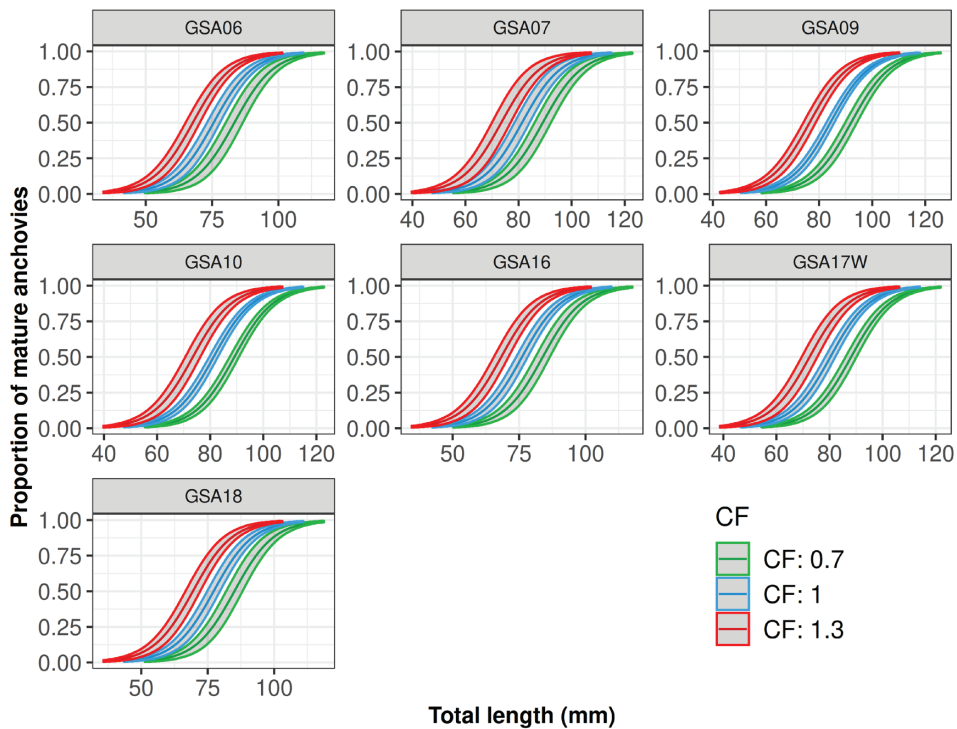 GSA06 GSA07 GSA09
1.00 1.00 1.00
0.75 0.75 0.75
0.50 0.50 0.50
0.25 0.25 0.25
0.00 0.00 0.00
50 75 100 40 60 80 100 120 40 60 80 100 120
Proportion of mature anchovies
GSA10 GSA16 GSA17W
1.00 1.00 1.00
0.75 0.75 0.75
0.50 0.50 0.50
0.25 0.25 0.25
0.00 0.00 0.00
40 60 80 100 120 50 75 100 40 60 80 100 120
GSA18
1.00
0.75
0.50
0.25
0.00
50 75 100
CF
CF: 0.7
CF: 1
CF: 1.3
Total length (mm)